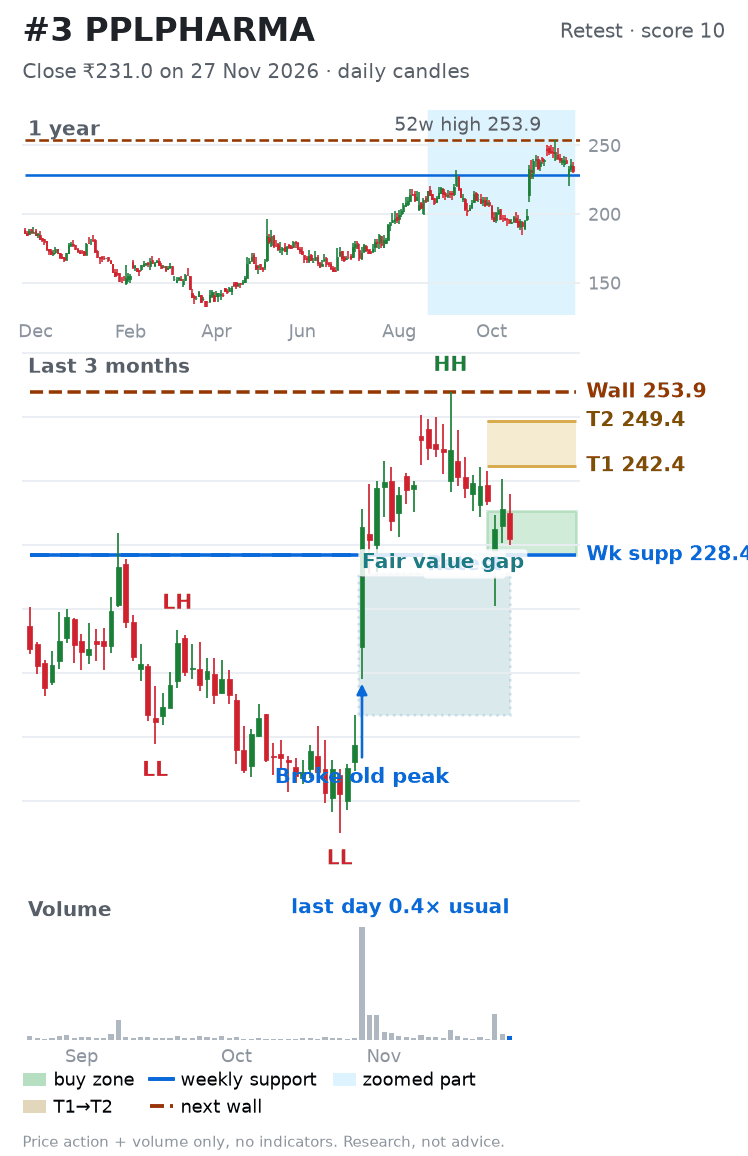 #3 PPLPHARMA
Retest · score 10
Close ₹231.0 on 27 Nov 2026 · daily candles
1 year
52w high 253.9
250
200
150
Dec Feb Apr Jun Aug Oct
Last 3 months
HH
Wall 253.9
T2 249.4
T1 242.4
Fair value gap
Wk supp 228.4
LH
LL
Broke old peak
LL
Volume
last day 0.4× usual
Sep Oct Nov
buy zone weekly support zoomed part
T1→T2 next wall
Price action + volume only, no indicators. Research, not advice.